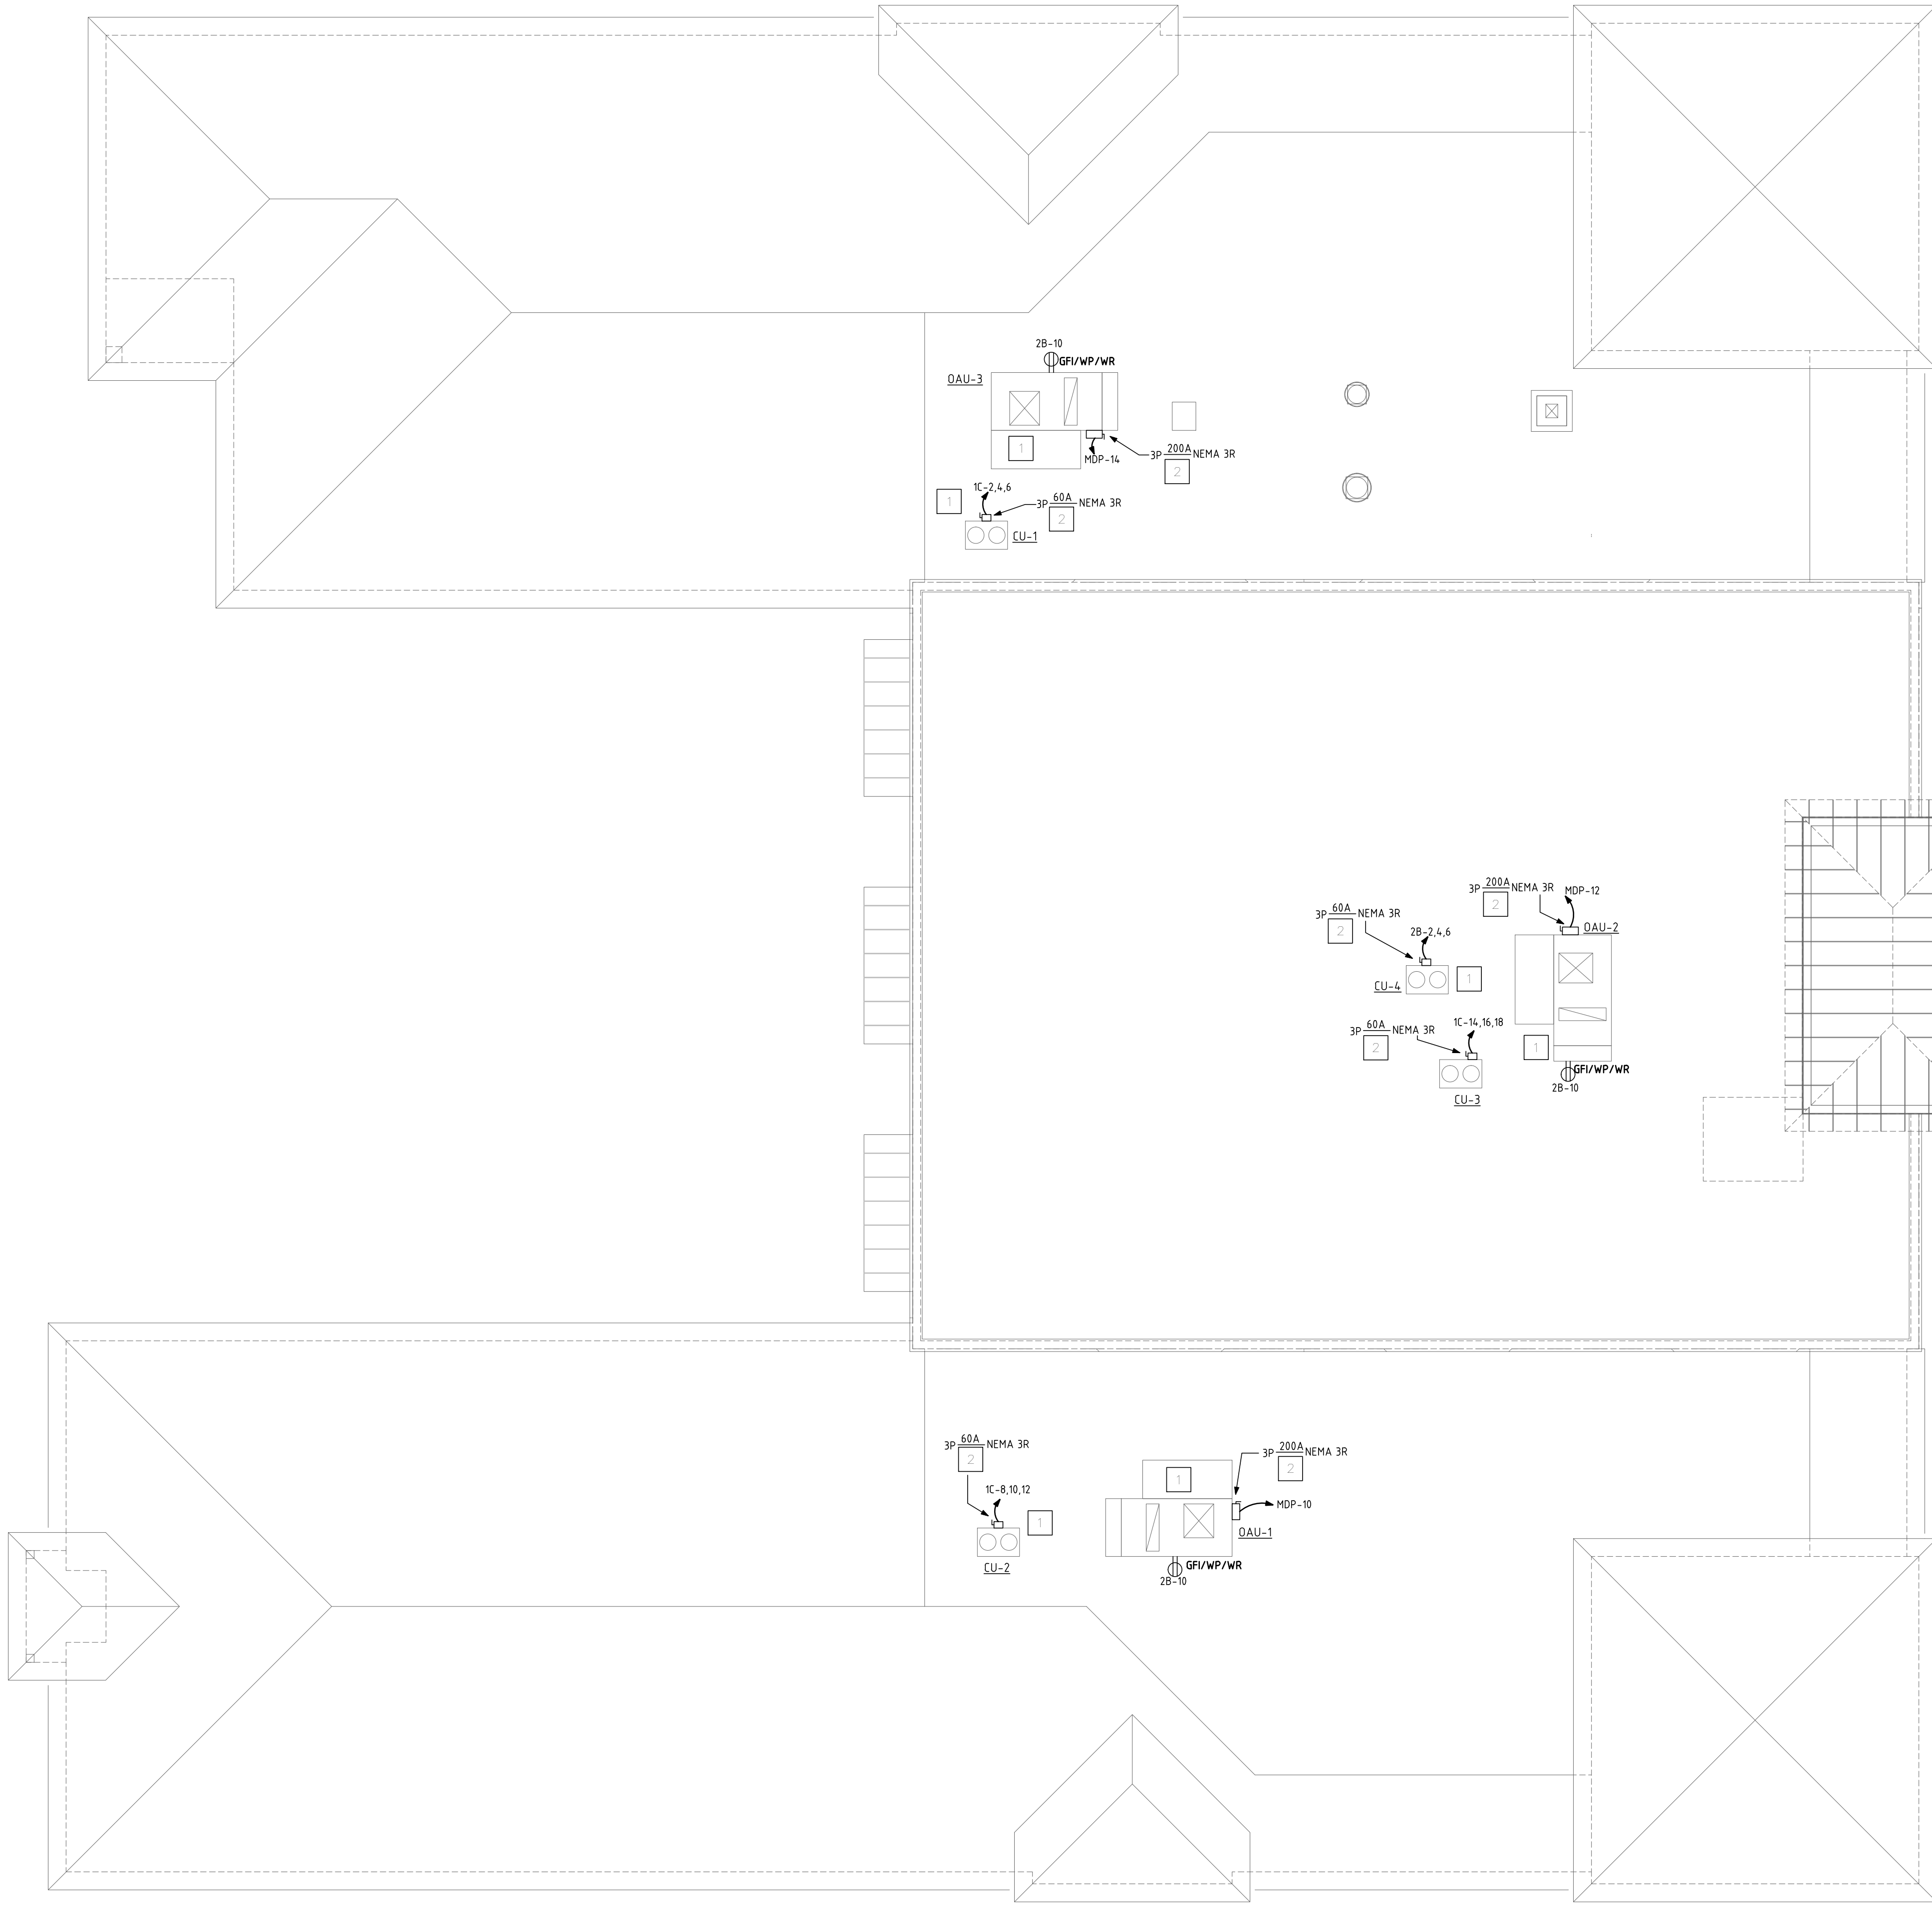 2B-10
GFI/WP/WR
OAU-3
1
MDP-14
3P 200A NEMA 3R
2
1C-2,4,6
1
3P 60A NEMA 3R
2
CU-1
3P 200A NEMA 3R
2
MDP-12
3P 60A NEMA 3R
2
2B-2,4,6
OAU-2
CU-4
1
3P 60A NEMA 3R
2
1C-14,16,18
1
GFI/WP/WR
2B-10
CU-3
3P 60A NEMA 3R
2
1C-8,10,12
1
CU-2
3P 200A NEMA 3R
2
1
MDP-10
OAU-1
GFI/WP/WR
2B-10